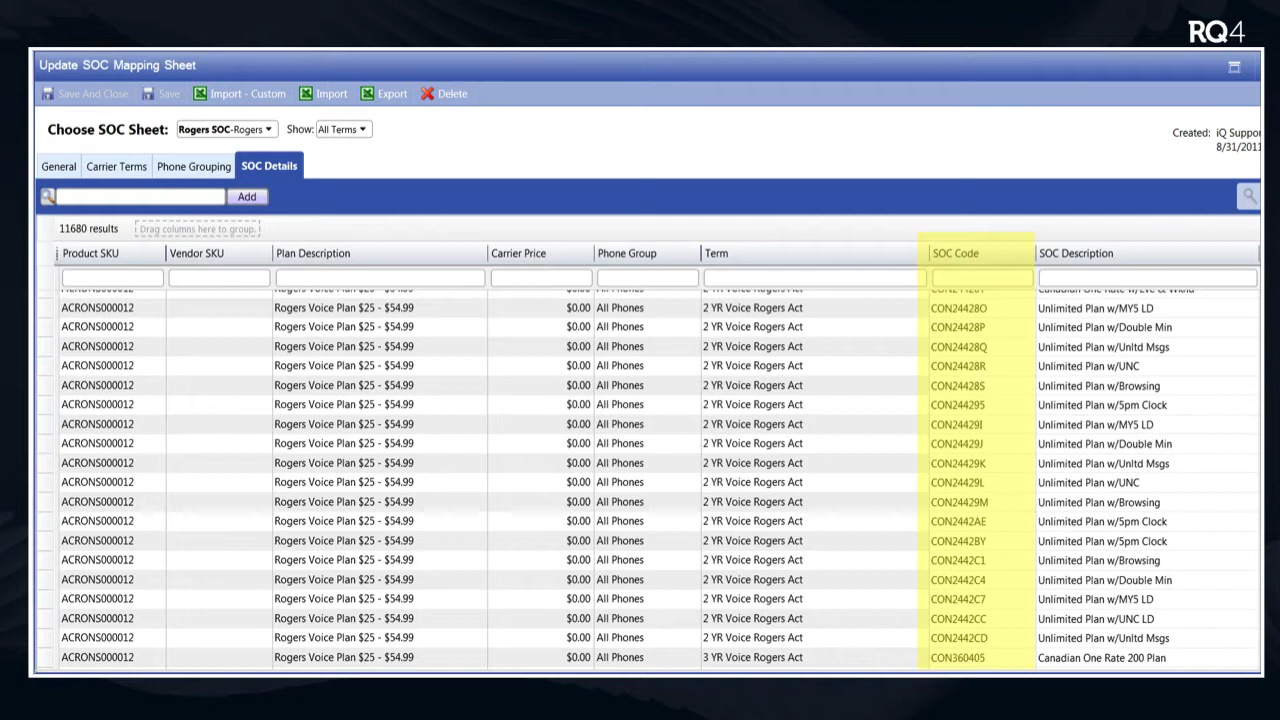 RQ4
Update SOC Mapping Sheet
Save And Close Save Import - Custom Import Export Delete
Choose SOC Sheet: Rogers SOC-Rogers Show: All Terms
Created: iQ Suppor
8/31/2011
General Carrier Terms Phone Grouping SOC Details
Add
11680 results Drag columns here to group.
Product SKU Vendor SKU Plan Description Carrier Price Phone Group Term SOC Code SOC Description
ACRONS000012 Rogers Voice Plan $25 - $54.99 $0.00 All Phones 2 YR Voice Rogers Act CON24428O Unlimited Plan w/MY5 LD
ACRONS000012 Rogers Voice Plan $25 - $54.99 $0.00 All Phones 2 YR Voice Rogers Act CON24428P Unlimited Plan w/Double Min
ACRONS000012 Rogers Voice Plan $25 - $54.99 $0.00 All Phones 2 YR Voice Rogers Act CON24428Q Unlimited Plan w/Unltd Msgs
ACRONS000012 Rogers Voice Plan $25 - $54.99 $0.00 All Phones 2 YR Voice Rogers Act CON24428R Unlimited Plan w/UNC
ACRONS000012 Rogers Voice Plan $25 - $54.99 $0.00 All Phones 2 YR Voice Rogers Act CON24428S Unlimited Plan w/Browsing
ACRONS000012 Rogers Voice Plan $25 - $54.99 $0.00 All Phones 2 YR Voice Rogers Act CON244295 Unlimited Plan w/5pm Clock
ACRONS000012 Rogers Voice Plan $25 - $54.99 $0.00 All Phones 2 YR Voice Rogers Act CON24429I Unlimited Plan w/MY5 LD
ACRONS000012 Rogers Voice Plan $25 - $54.99 $0.00 All Phones 2 YR Voice Rogers Act CON24429J Unlimited Plan w/Double Min
ACRONS000012 Rogers Voice Plan $25 - $54.99 $0.00 All Phones 2 YR Voice Rogers Act CON24429K Unlimited Plan w/Unltd Msgs
ACRONS000012 Rogers Voice Plan $25 - $54.99 $0.00 All Phones 2 YR Voice Rogers Act CON24429L Unlimited Plan w/UNC
ACRONS000012 Rogers Voice Plan $25 - $54.99 $0.00 All Phones 2 YR Voice Rogers Act CON24429M Unlimited Plan w/Browsing
ACRONS000012 Rogers Voice Plan $25 - $54.99 $0.00 All Phones 2 YR Voice Rogers Act CON2442AE Unlimited Plan w/5pm Clock
ACRONS000012 Rogers Voice Plan $25 - $54.99 $0.00 All Phones 2 YR Voice Rogers Act CON2442BY Unlimited Plan w/5pm Clock
ACRONS000012 Rogers Voice Plan $25 - $54.99 $0.00 All Phones 2 YR Voice Rogers Act CON2442C1 Unlimited Plan w/Browsing
ACRONS000012 Rogers Voice Plan $25 - $54.99 $0.00 All Phones 2 YR Voice Rogers Act CON2442C4 Unlimited Plan w/Double Min
ACRONS000012 Rogers Voice Plan $25 - $54.99 $0.00 All Phones 2 YR Voice Rogers Act CON2442C7 Unlimited Plan w/MY5 LD
ACRONS000012 Rogers Voice Plan $25 - $54.99 $0.00 All Phones 2 YR Voice Rogers Act CON2442CC Unlimited Plan w/UNC LD
ACRONS000012 Rogers Voice Plan $25 - $54.99 $0.00 All Phones 2 YR Voice Rogers Act CON2442CD Unlimited Plan w/Unltd Msgs
ACRONS000012 Rogers Voice Plan $25 - $54.99 $0.00 All Phones 3 YR Voice Rogers Act CON360405 Canadian One Rate 200 Plan